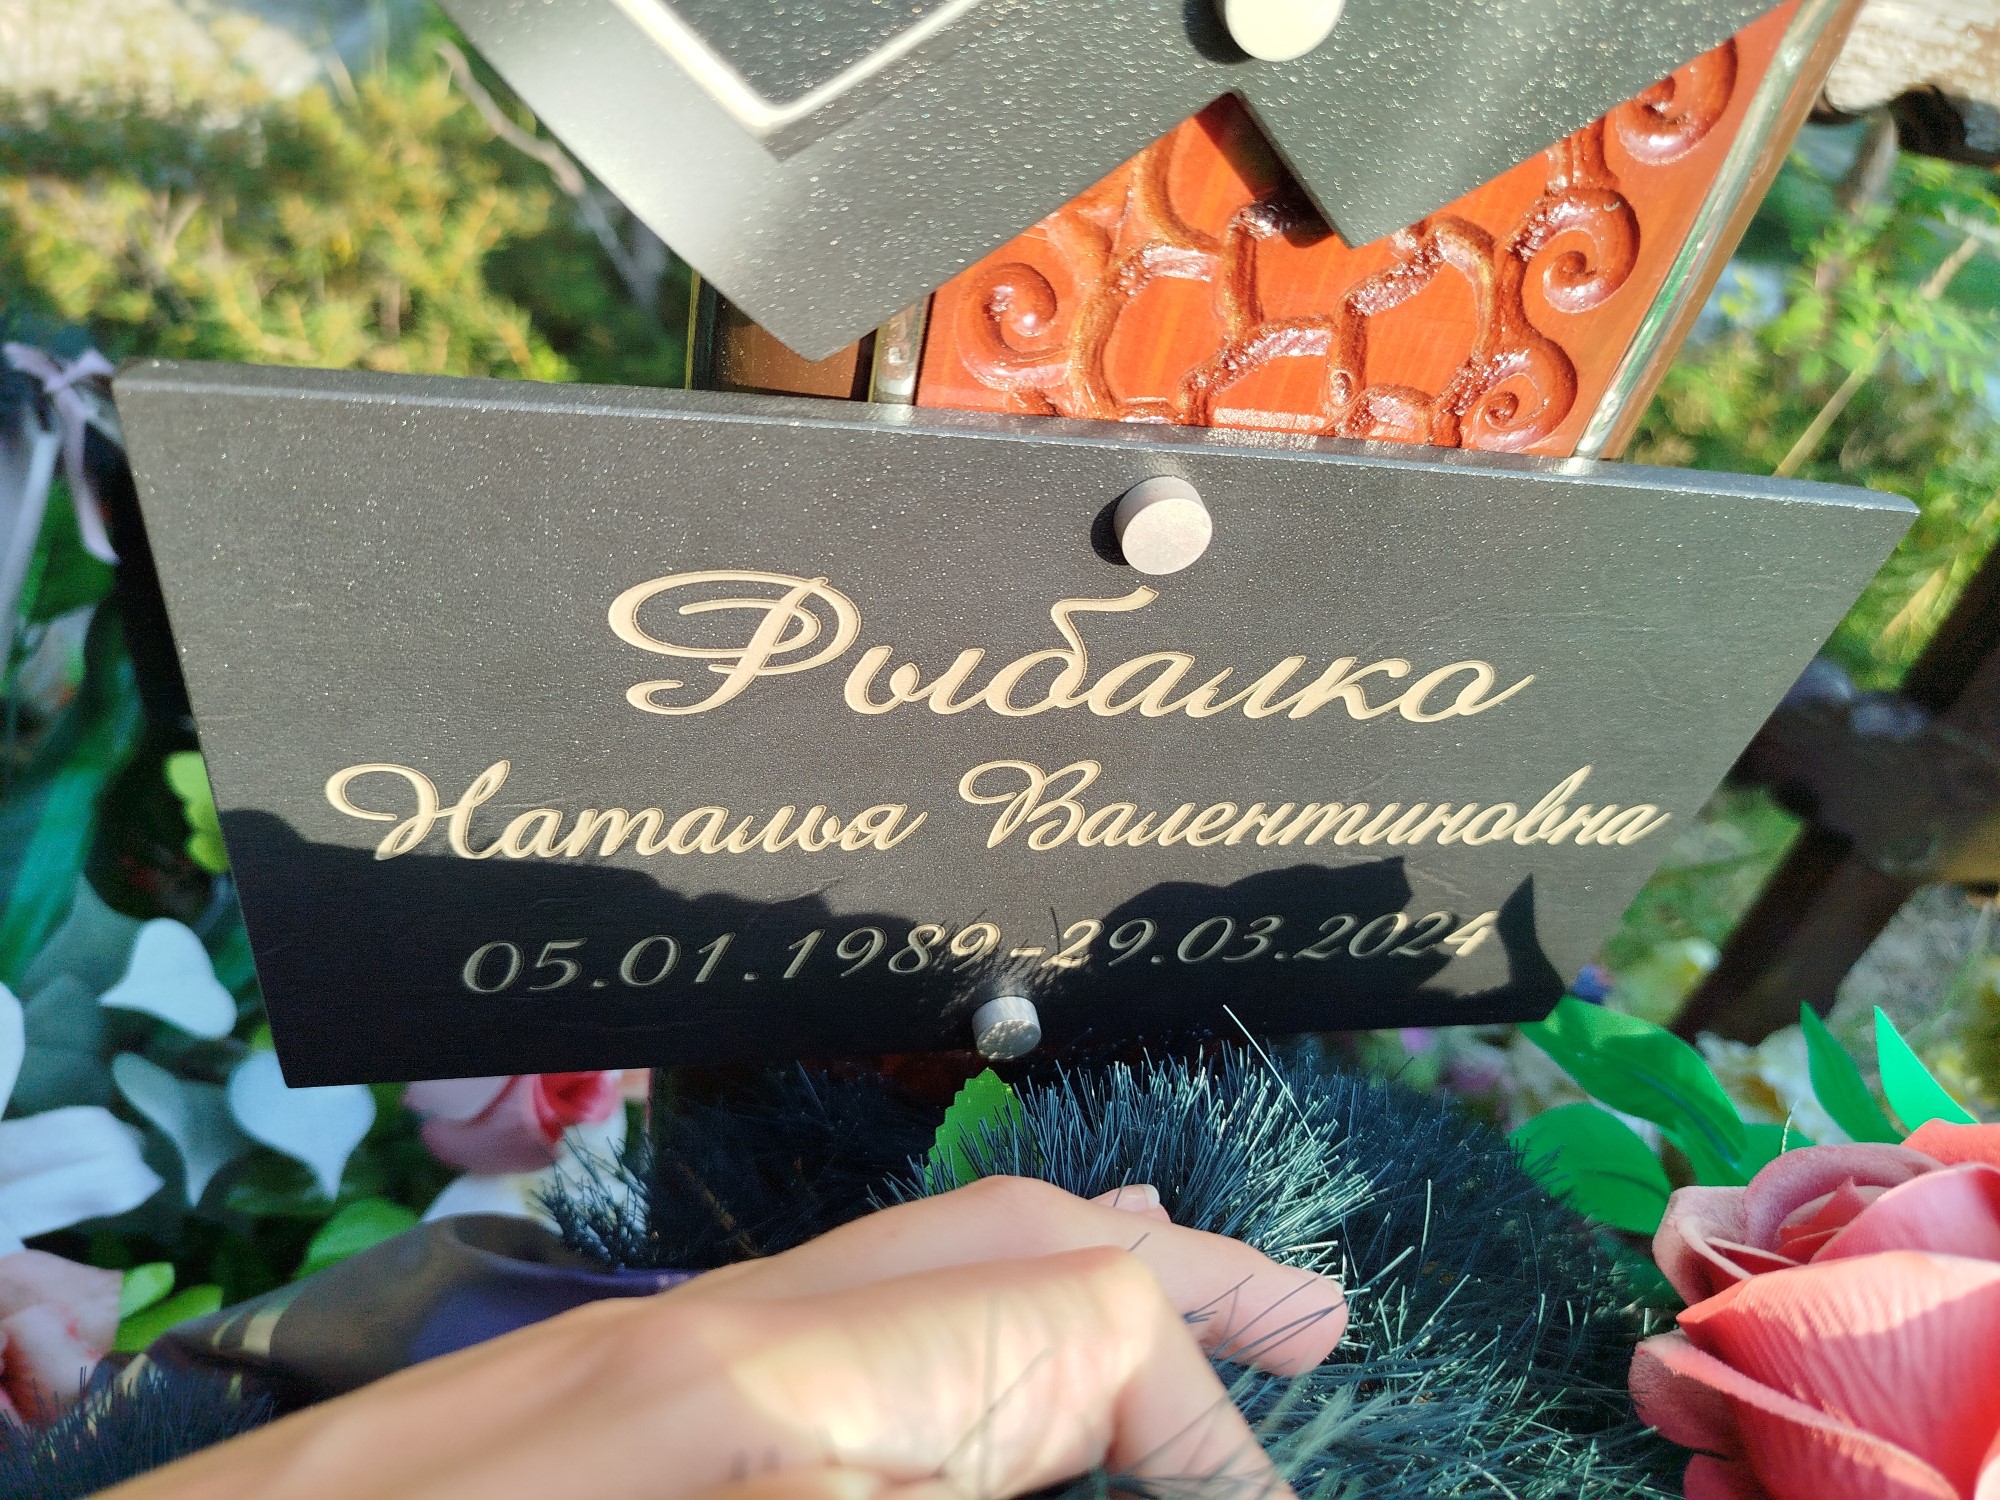 Рыбалко
Наталья Валентиновна
05.01.1989-29.03.2024